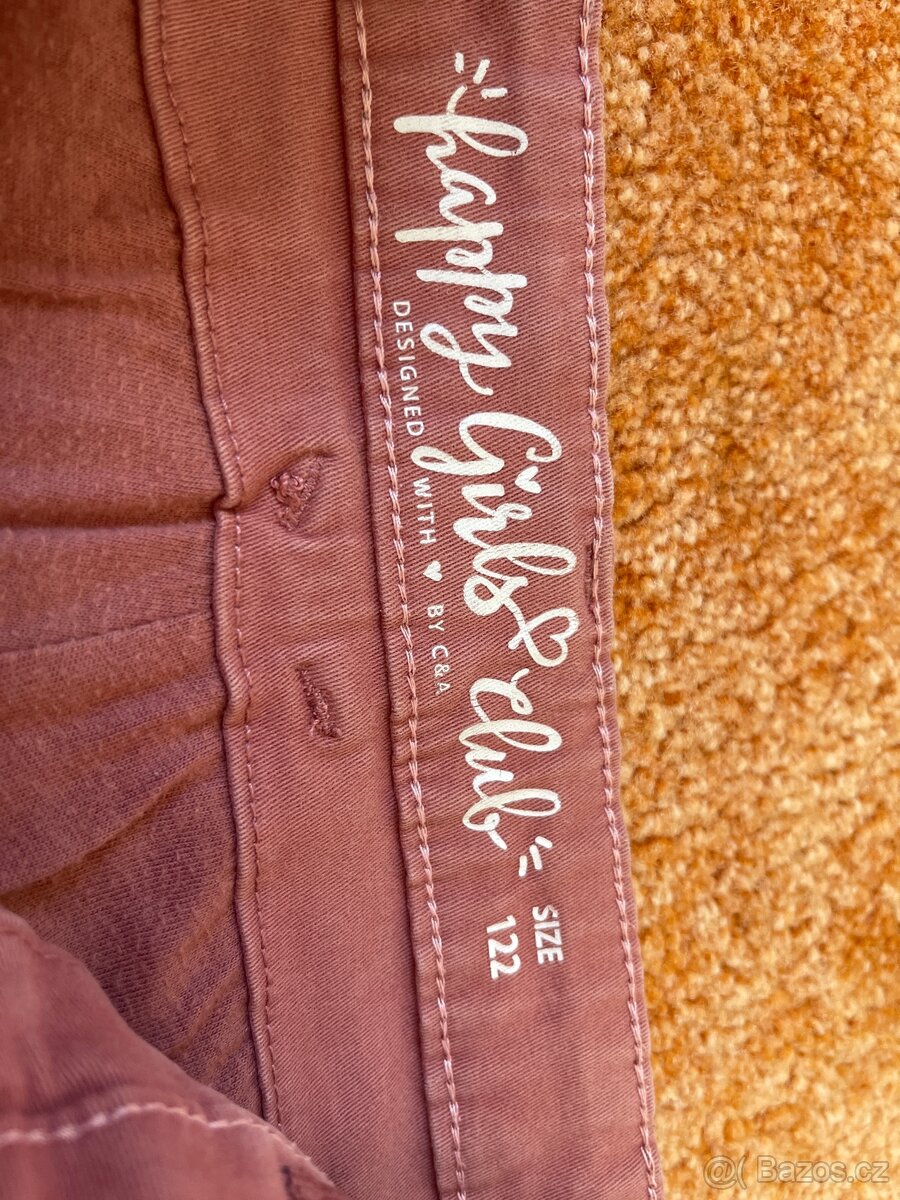 happy Girls club
DESIGNED WITH ♥ BY C&A
SIZE
122
@( Bazos.cz